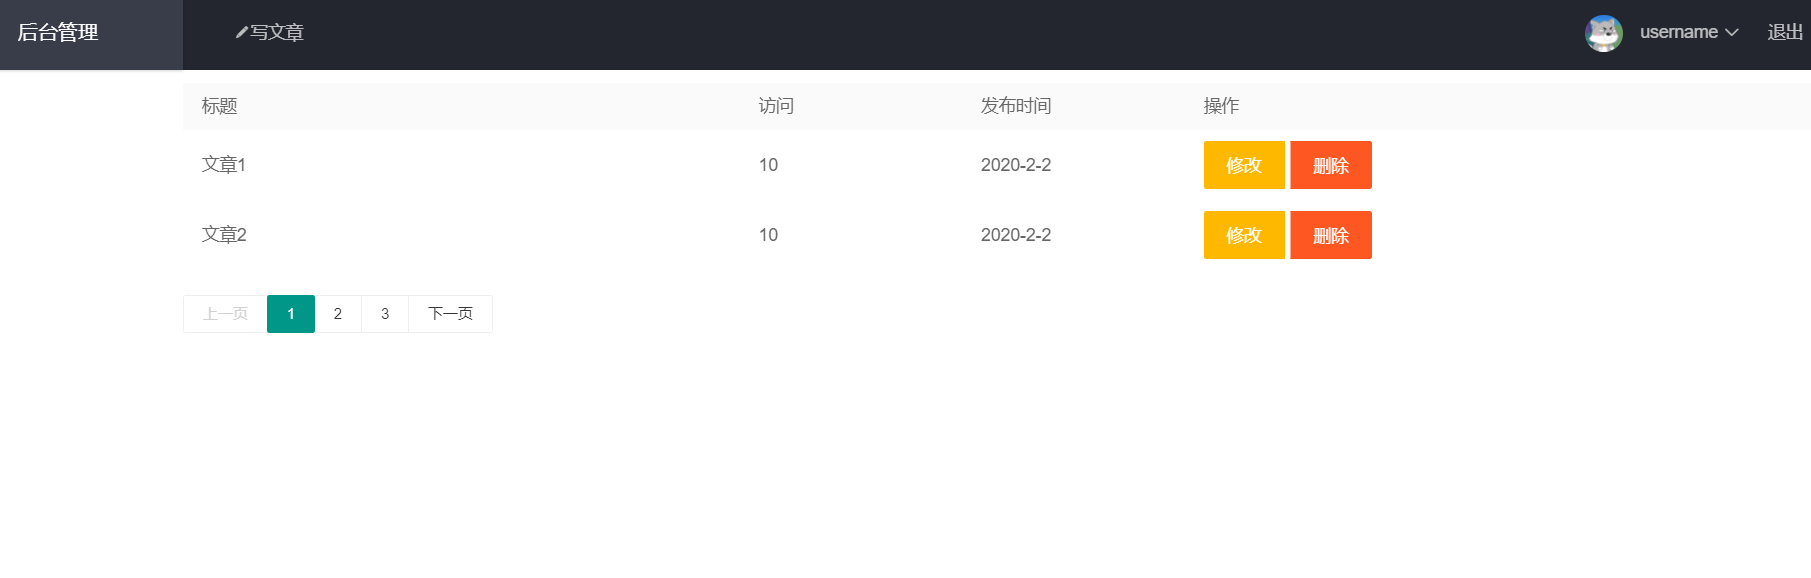 后台管理 写文章 username 退出
标题 访问 发布时间 操作
文章1 10 2020-2-2 修改 删除
文章2 10 2020-2-2 修改 删除
上一页 1 2 3 下一页